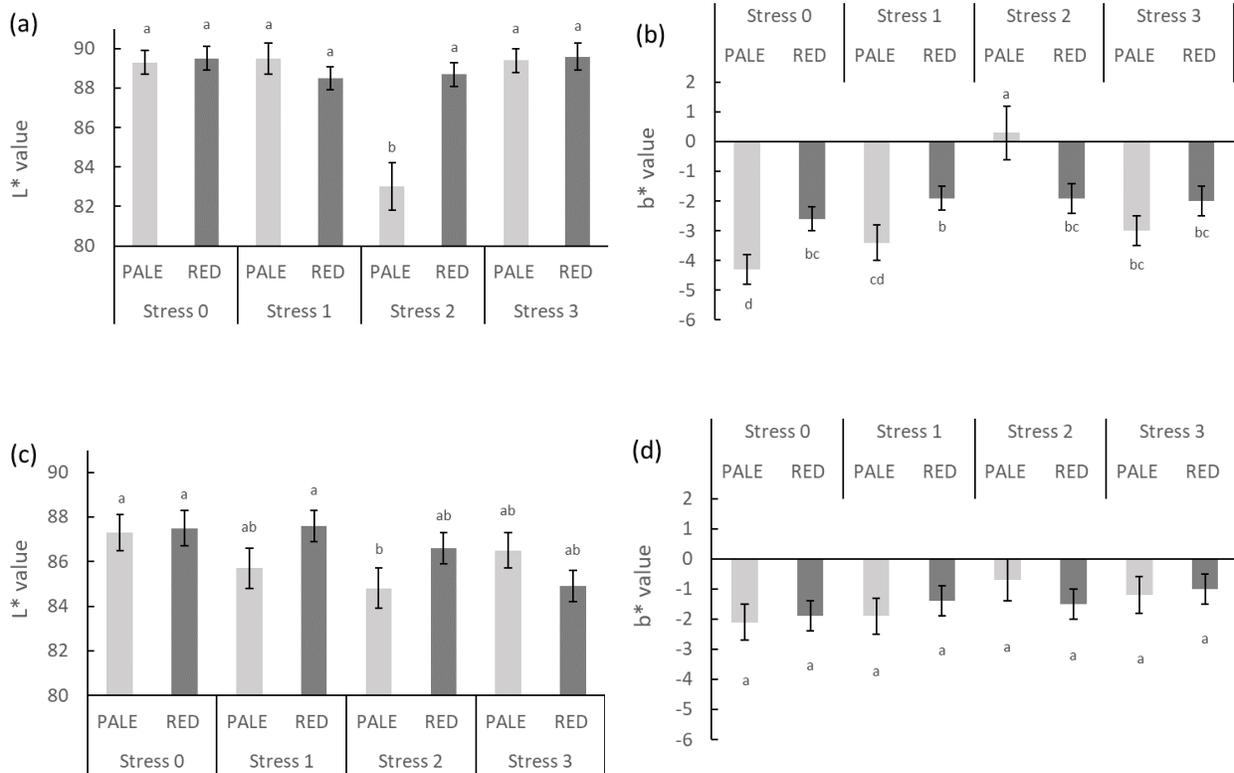 (a)
L* value
90
88
86
84
82
80
a a a a b a a a
PALE RED PALE RED PALE RED PALE RED
Stress 0 Stress 1 Stress 2 Stress 3
(b)
Stress 0 Stress 1 Stress 2 Stress 3
PALE RED PALE RED PALE RED PALE RED
b* value
2
1
0
-1
-2
-3
-4
-5
-6
d bc cd b a bc bc bc
(c)
L* value
90
88
86
84
82
80
a a ab a b ab ab ab
PALE RED PALE RED PALE RED PALE RED
Stress 0 Stress 1 Stress 2 Stress 3
(d)
Stress 0 Stress 1 Stress 2 Stress 3
PALE RED PALE RED PALE RED PALE RED
b* value
2
1
0
-1
-2
-3
-4
-5
-6
a a a a a a a a